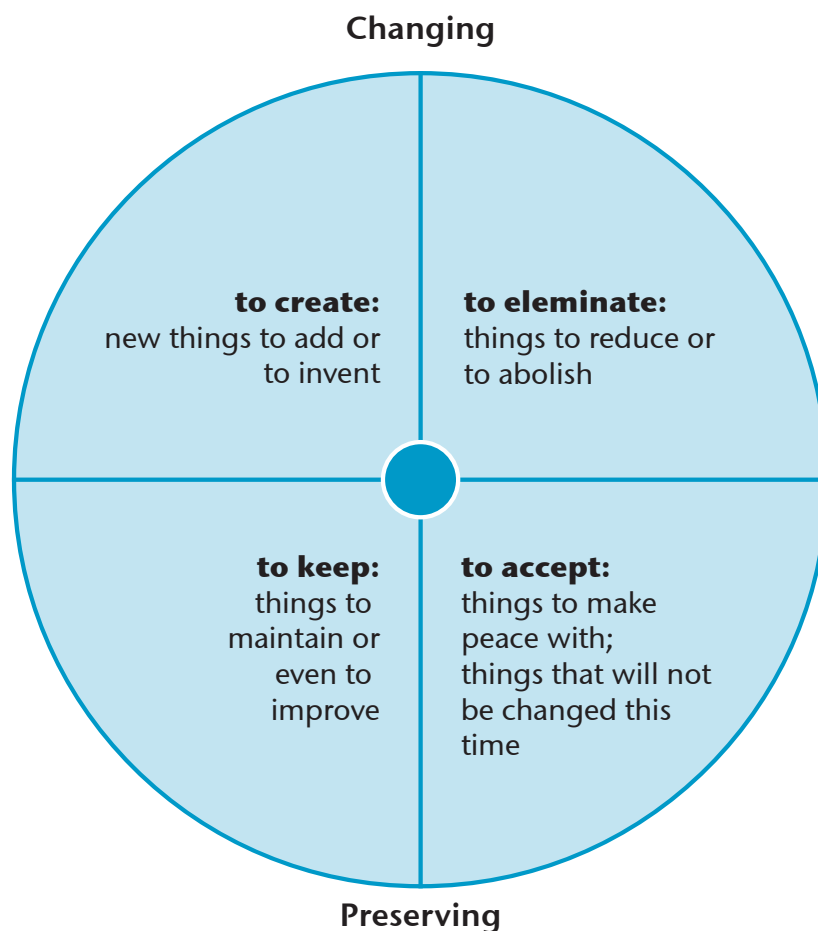 Changing
to create:
new things to add or
to invent
to eleminate:
things to reduce or
to abolish
to keep:
things to
maintain or
even to
improve
to accept:
things to make
peace with;
things that will not
be changed this
time
Preserving